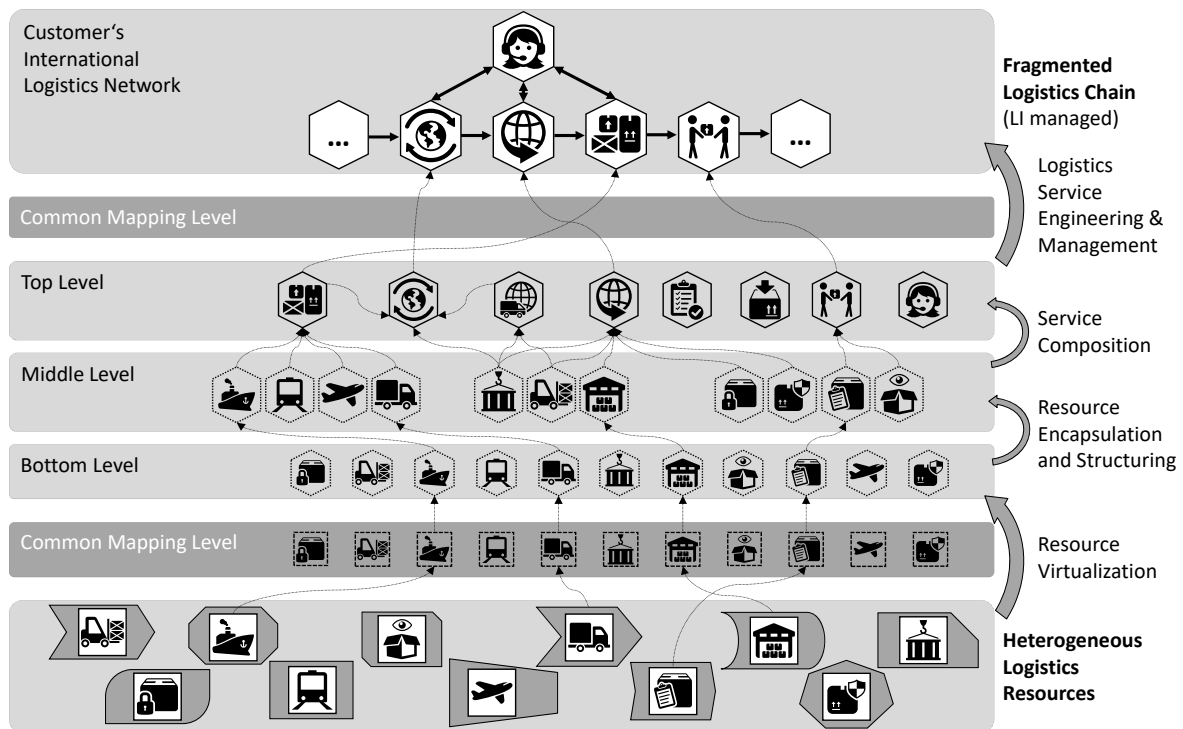 Customer‘s
International
Logistics Network
...
...
Fragmented
Logistics Chain
(LI managed)
Logistics
Service
Engineering &
Management
Common Mapping Level
Top Level
Service
Composition
Middle Level
Resource
Encapsulation
and Structuring
Bottom Level
Common Mapping Level
Resource
Virtualization
Heterogeneous
Logistics
Resources